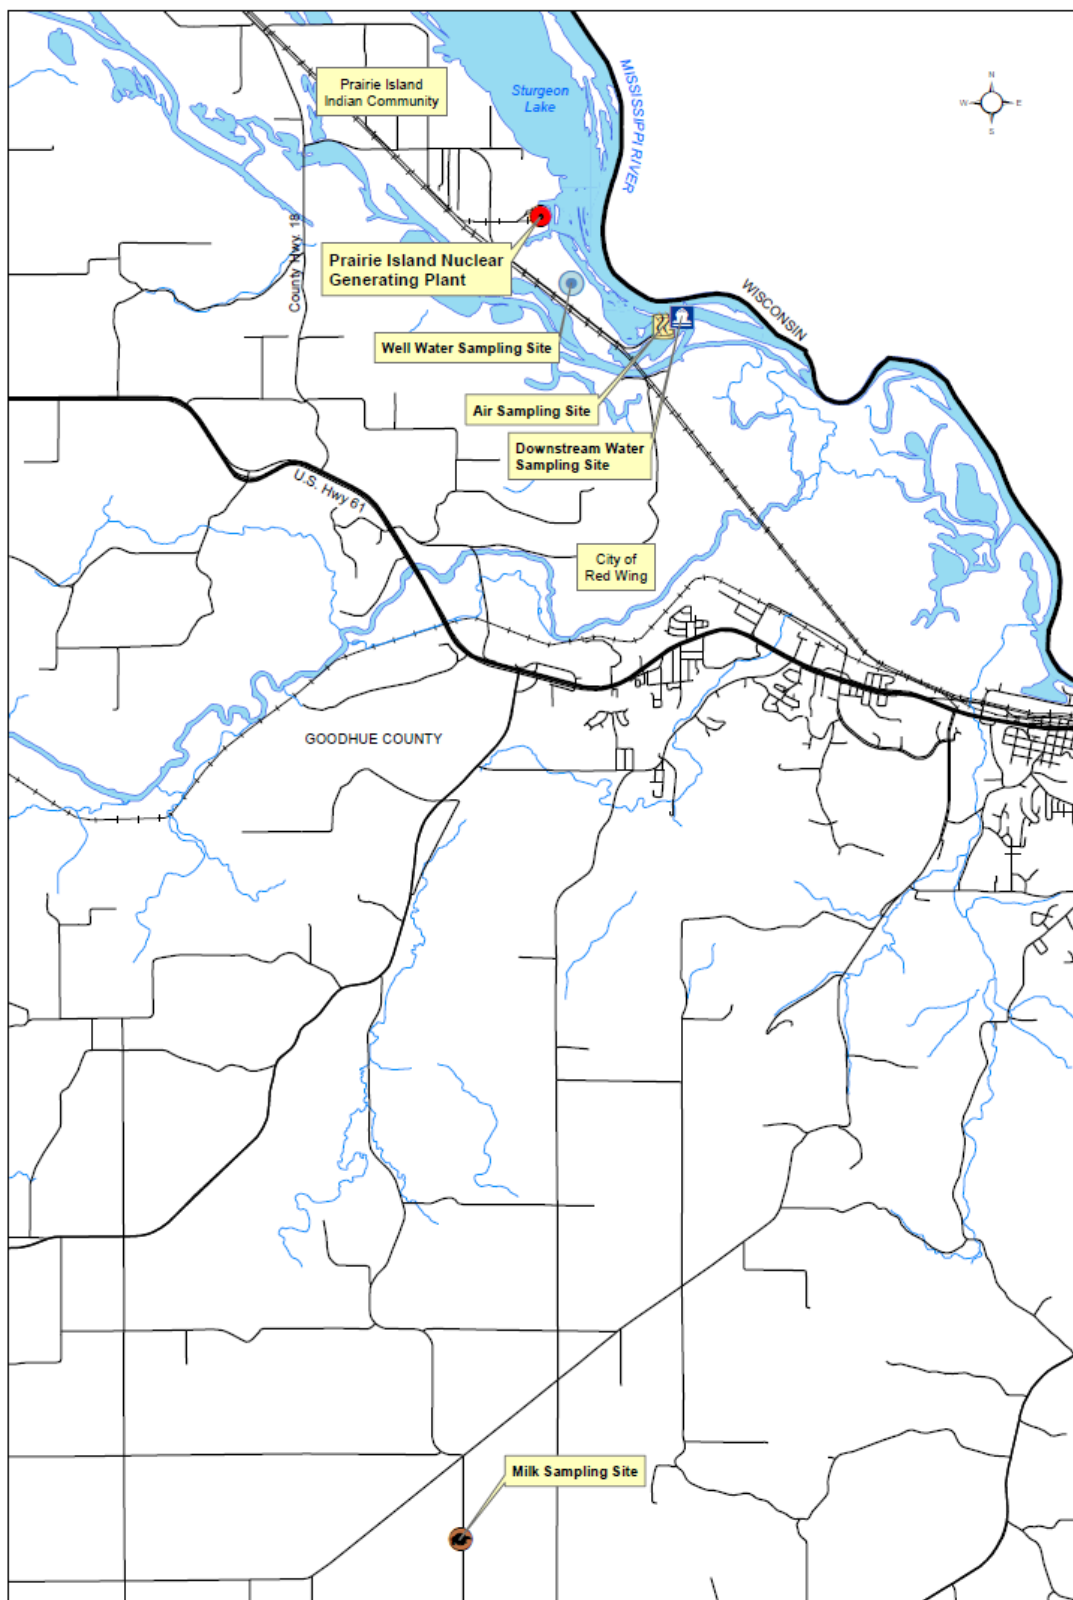 Prairie Island
Indian Community
Sturgeon
Lake
MISSISSIPPI RIVER
N
W
E
S
County Hwy. 18
Prairie Island Nuclear
Generating Plant
WISCONSIN
Well Water Sampling Site
Air Sampling Site
Downstream Water
Sampling Site
U.S. Hwy 61
City of
Red Wing
GOODHUE COUNTY
Milk Sampling Site